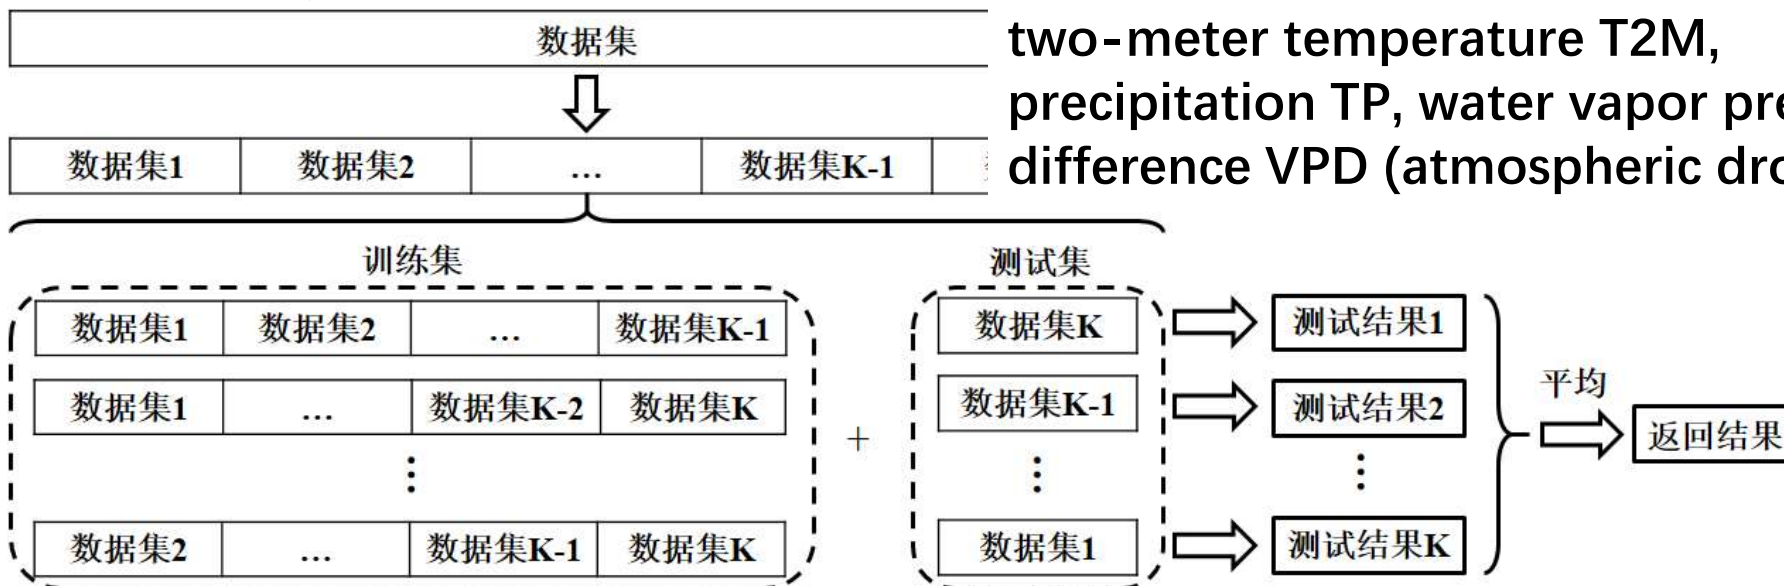 数据集
two-meter temperature T2M,
precipitation TP, water vapor
difference VPD (atmospheric
数据集1 数据集2 … 数据集K-1
训练集 测试集
数据集1 数据集2 … 数据集K-1 数据集K 测试结果1
数据集1 … 数据集K-2 数据集K 数据集K-1 测试结果2
平均
+
返回结果
⋮ ⋮ ⋮
数据集2 … 数据集K-1 数据集K 数据集1 测试结果K